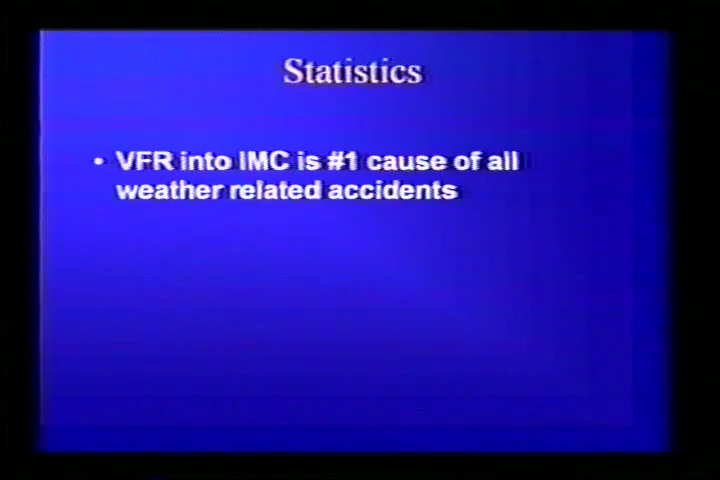 Statistics
• VFR into IMC is #1 cause of all
weather related accidents